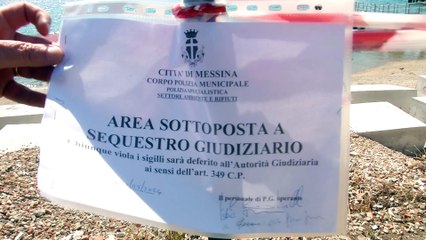 CITTA' DI MESSINA
CORPO POLIZIA MUNICIPALE
POLIZIA SPECIALISTICA
SETTORE AMBIENTE E RIFIUTI
AREA SOTTOPOSTA A
SEQUESTRO GIUDIZIARIO
Chiunque viola i sigilli sarà deferito all'Autorità Giudiziaria
ai sensi dell'art. 349 C.P.
Il personale di P.G. operante